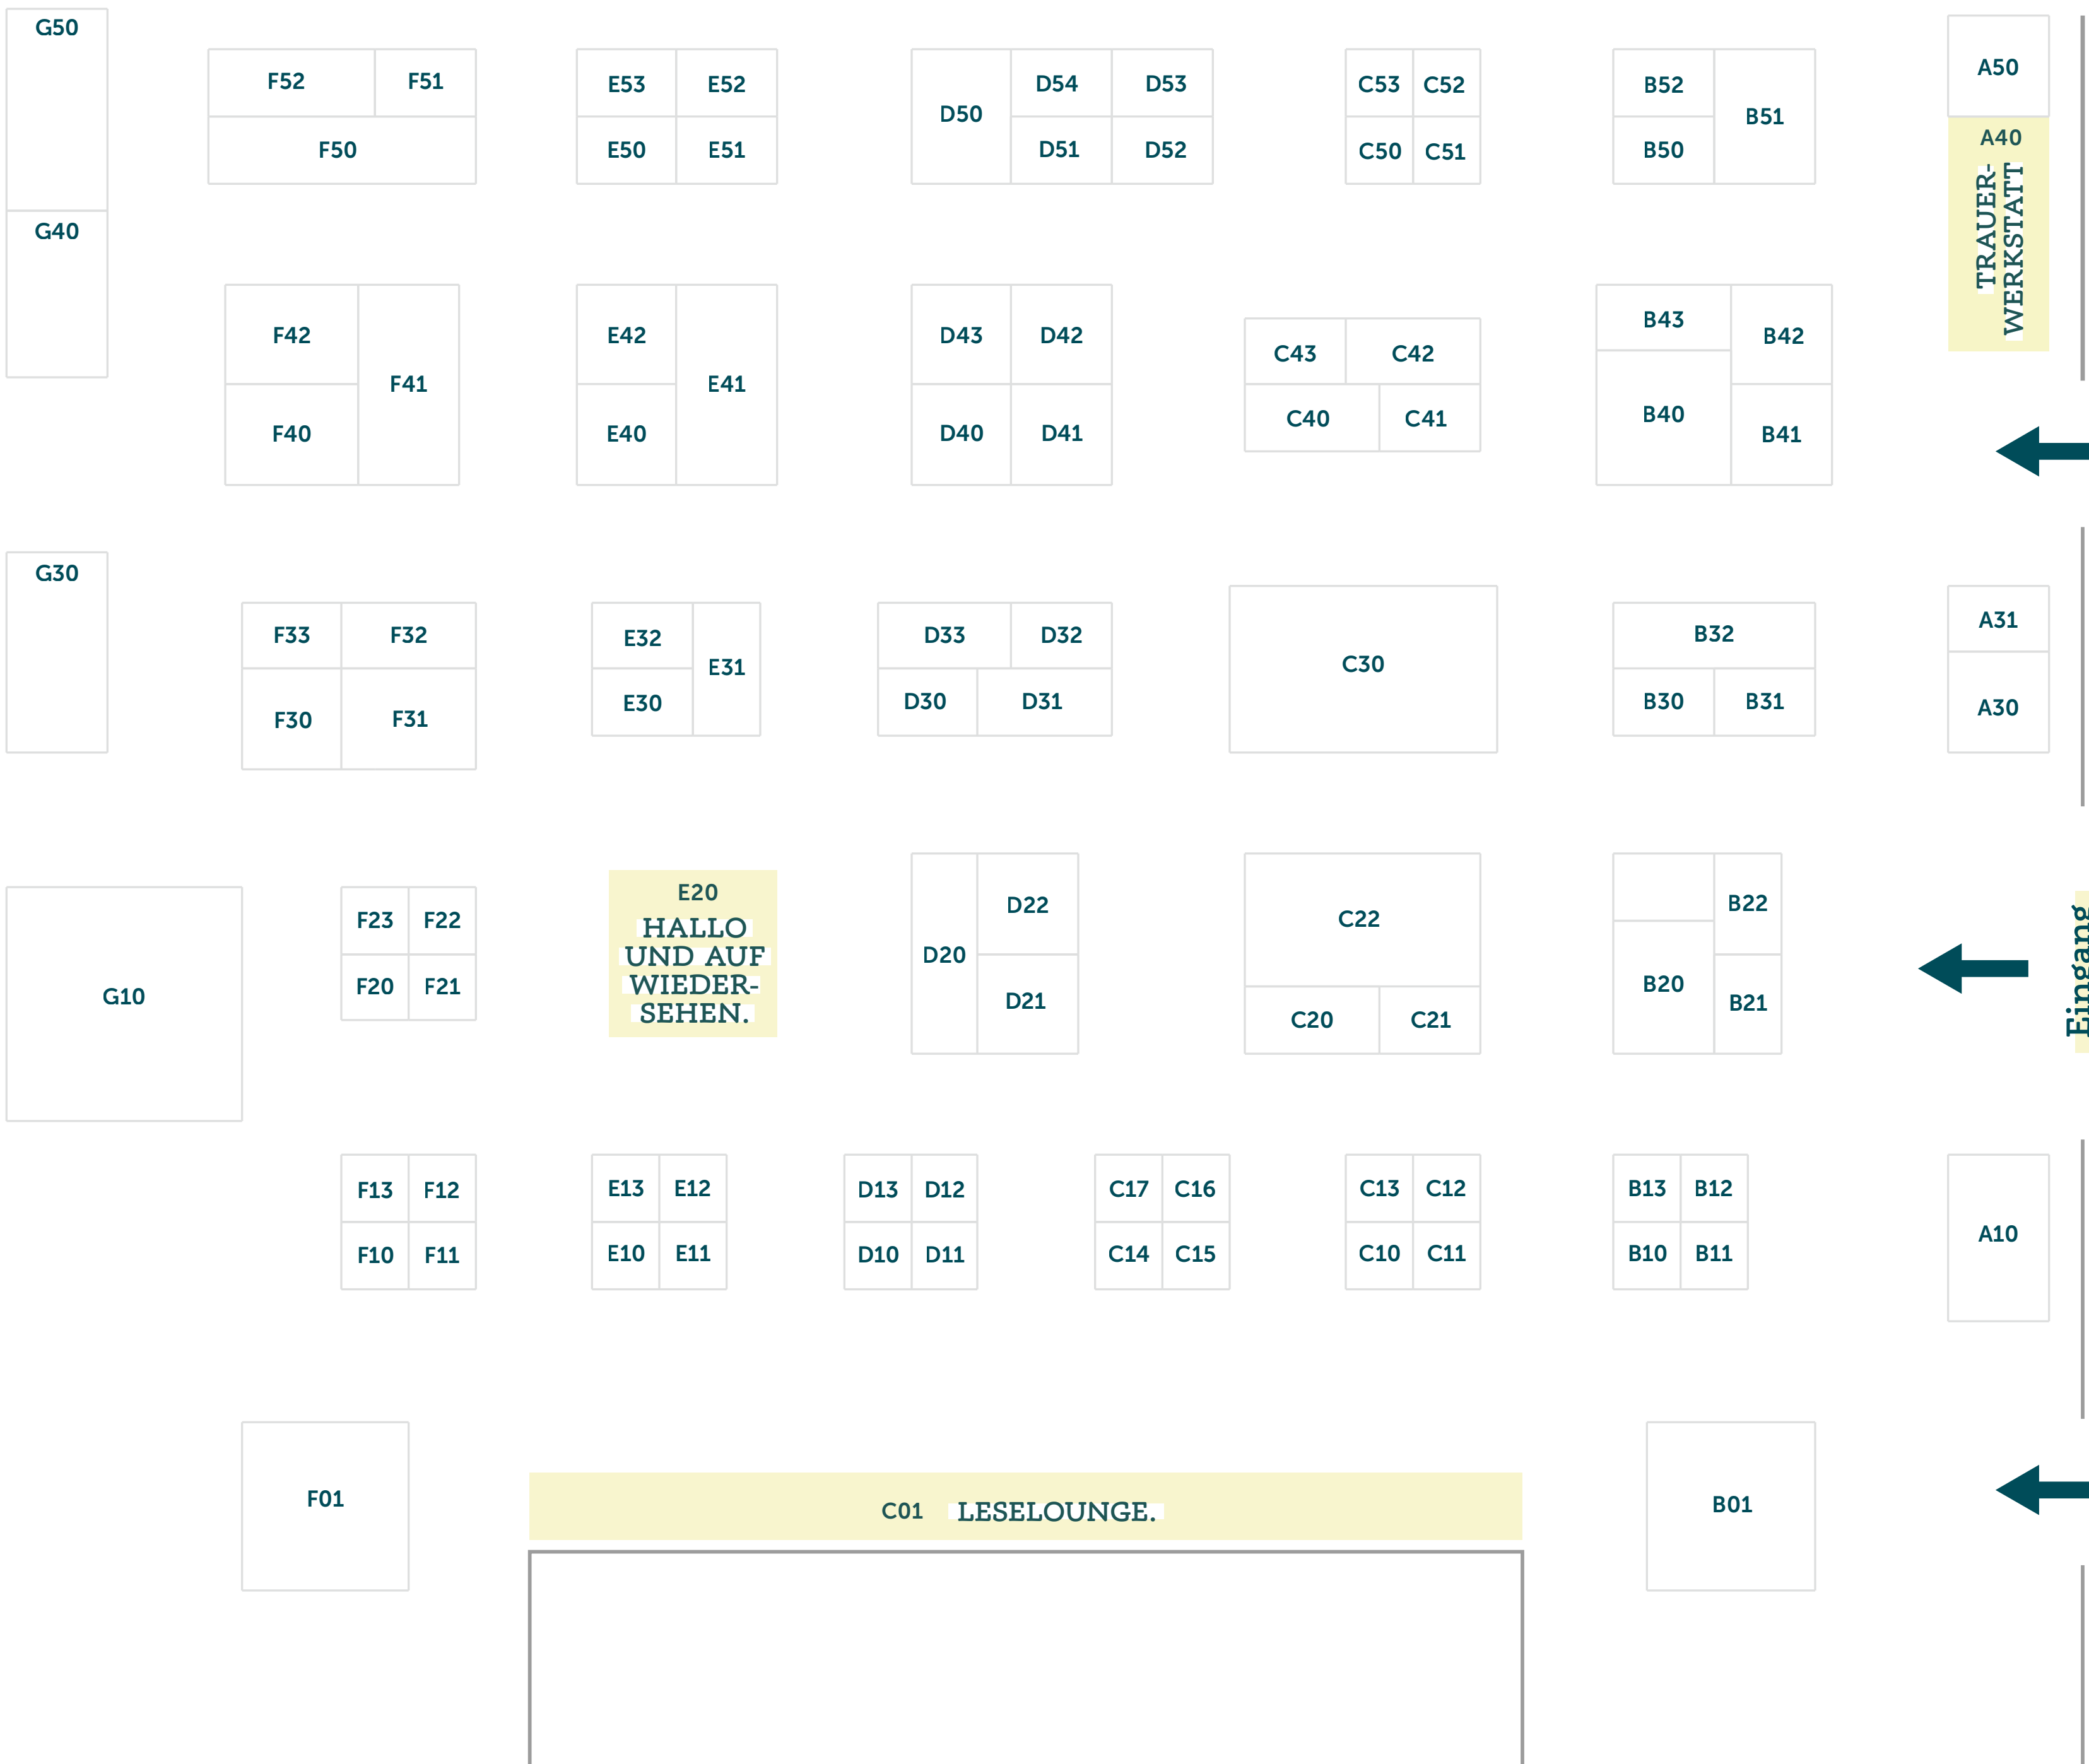 G50
F52
F51
F50
E53
E52
E50
E51
D50
D54
D53
D51
D52
C53
C52
C50
C51
B52
B51
B50
A50
A40
TRAUER-
WERKSTATT
G40
F42
F41
F40
E42
E41
E40
D43
D42
D40
D41
C43
C42
C40
C41
B43
B42
B40
B41
G30
F33
F32
F30
F31
E32
E31
E30
D33
D32
D30
D31
C30
B32
B30
B31
A31
A30
G10
F23
F22
F20
F21
E20
HALLO
UND AUF
WIEDER-
SEHEN.
D20
D22
D21
C22
C20
C21
B22
B20
B21
Eingang
F13
F12
F10
F11
E13
E12
E10
E11
D13
D12
D10
D11
C17
C16
C14
C15
C13
C12
C10
C11
B13
B12
B10
B11
A10
F01
C01 LESELOUNGE.
B01